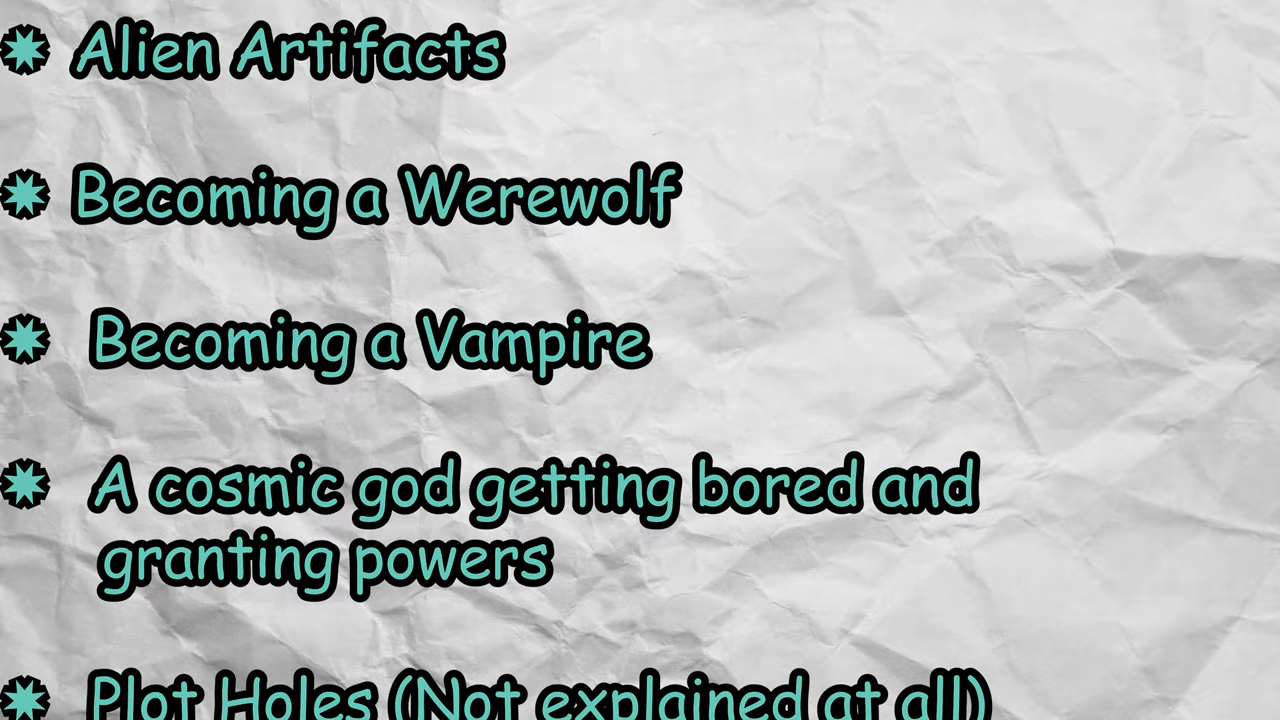 ✸ Alien Artifacts
✸ Becoming a Werewolf
✸ Becoming a Vampire
✸ A cosmic god getting bored and
granting powers
✸ Plot Holes (Not explained at all)